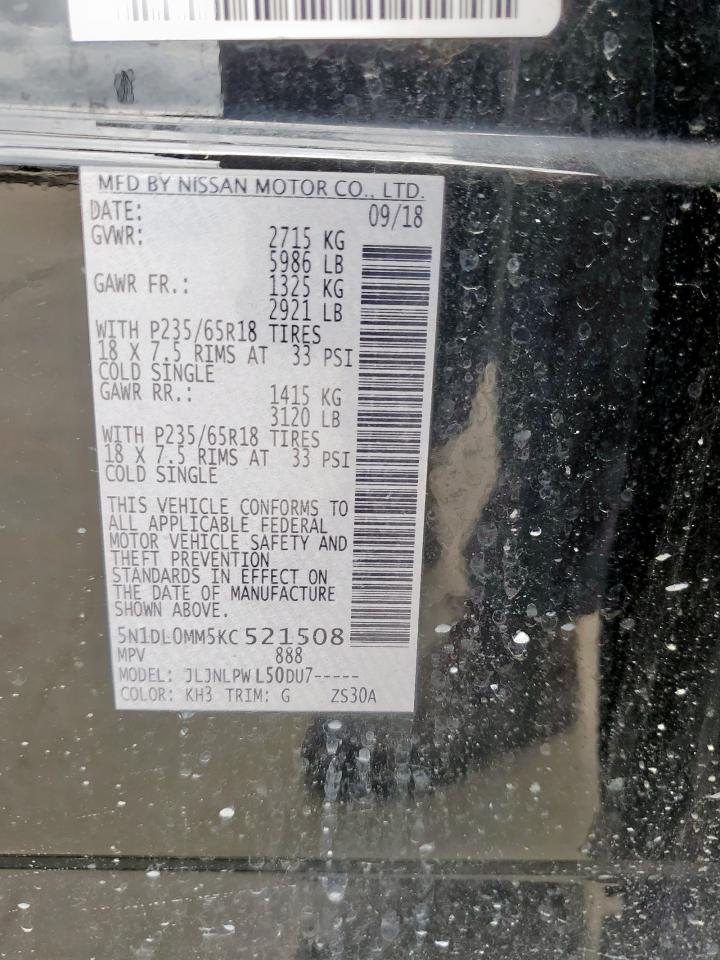 MFD BY NISSAN MOTOR CO., LTD.
DATE: 09/18
GVWR: 2715 KG
5986 LB
GAWR FR.: 1325 KG
2921 LB
WITH P235/65R18 TIRES
18 X 7.5 RIMS AT 33 PSI
COLD SINGLE
GAWR RR.: 1415 KG
3120 LB
WITH P235/65R18 TIRES
18 X 7.5 RIMS AT 33 PSI
COLD SINGLE
THIS VEHICLE CONFORMS TO
ALL APPLICABLE FEDERAL
MOTOR VEHICLE SAFETY AND
THEFT PREVENTION
STANDARDS IN EFFECT ON
THE DATE OF MANUFACTURE
SHOWN ABOVE.
5N1DL0MM5KC521508
MPV 888
MODEL: JLJNLPW L50DU7-----
COLOR: KH3 TRIM: G ZS30A